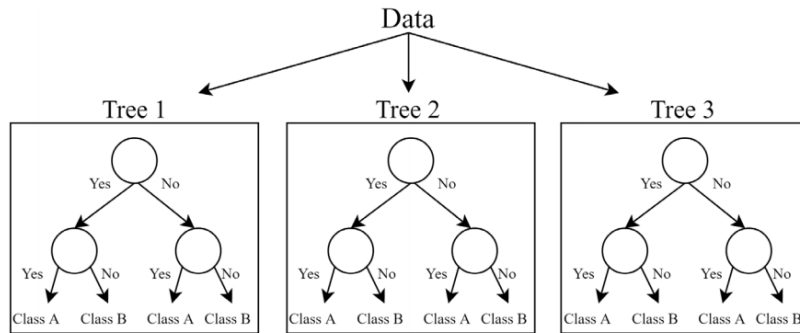 Data
Tree 1 Tree 2 Tree 3
Yes No Yes No Yes No
Yes No Yes No Yes No Yes No Yes No Yes No
Class A Class B Class A Class B Class A Class B Class A Class B Class A Class B Class A Class B